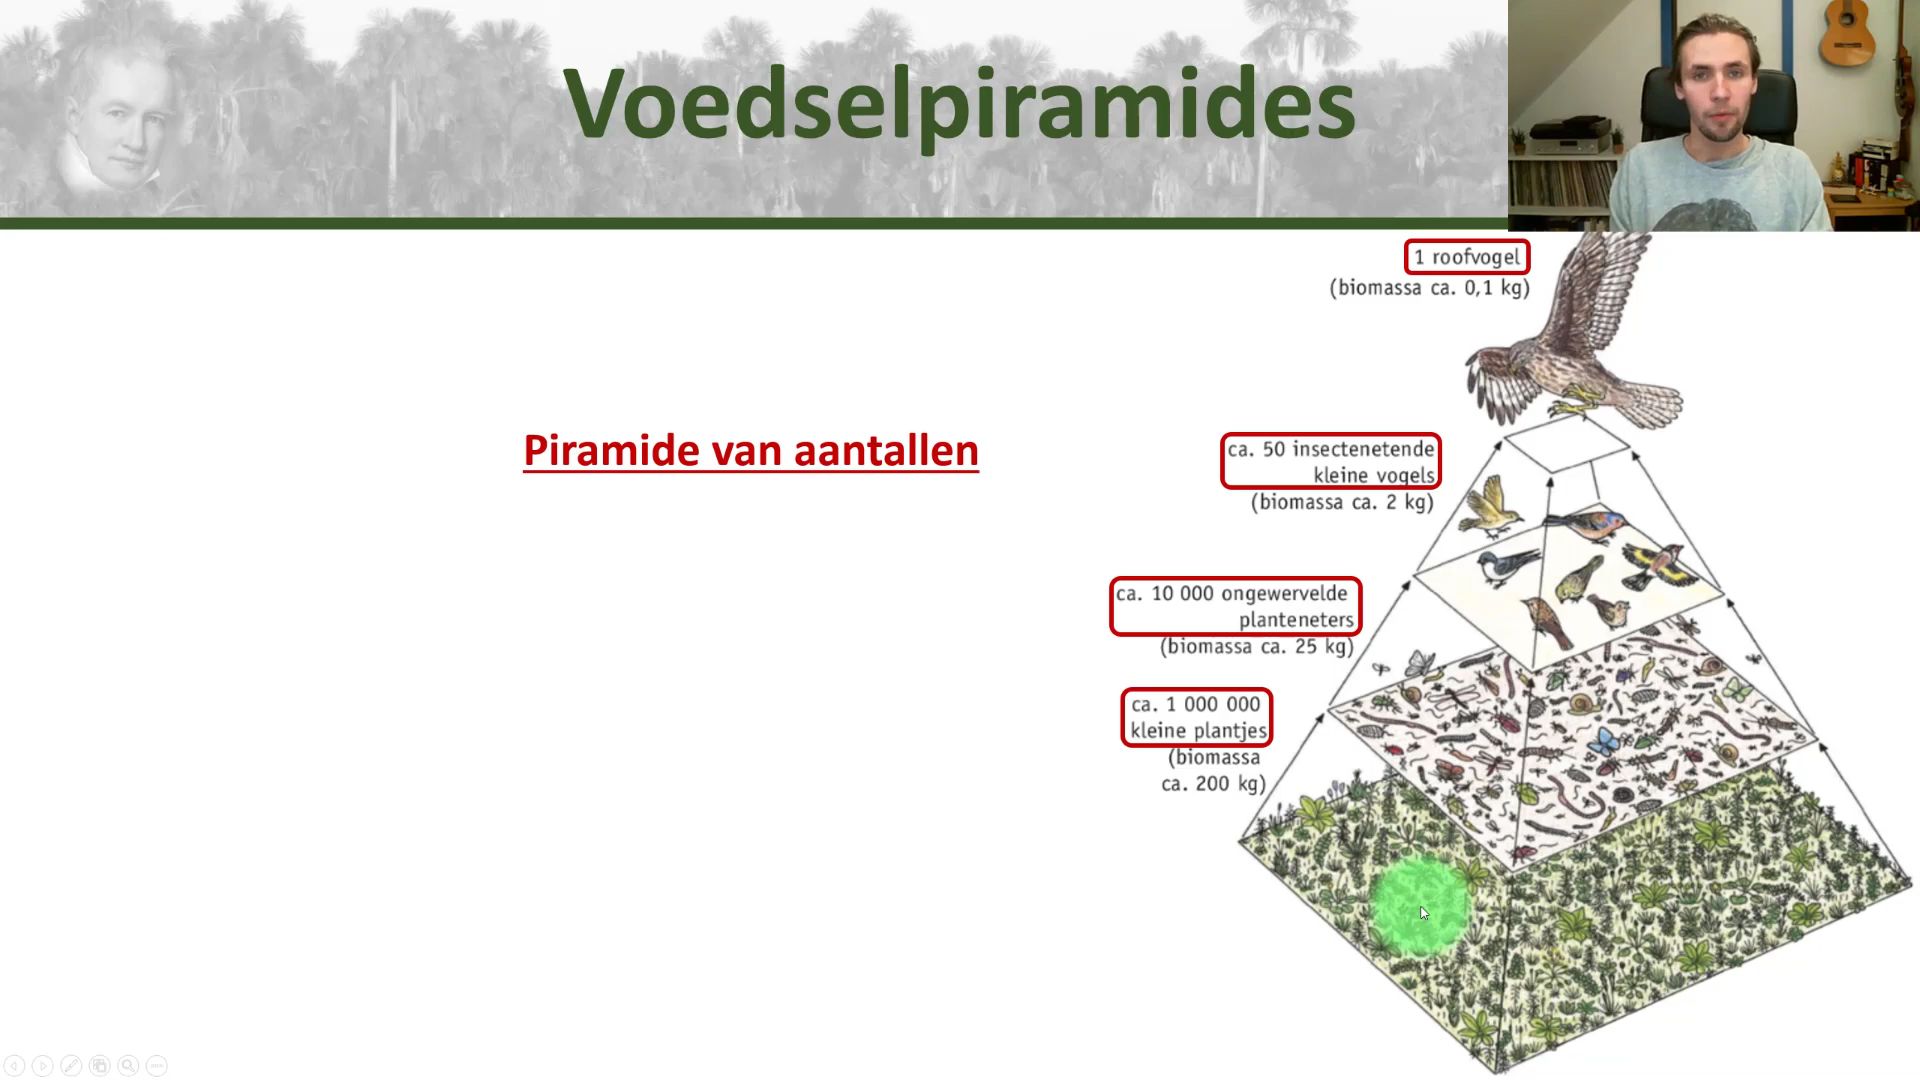 Voedselpiramides
1 roofvogel
(biomassa ca. 0,1 kg)
Piramide van aantallen
ca. 50 insectenetende
kleine vogels
(biomassa ca. 2 kg)
ca. 10 000 ongewervelde
planteneters
(biomassa ca. 25 kg)
ca. 1 000 000
kleine plantjes
(biomassa
ca. 200 kg)